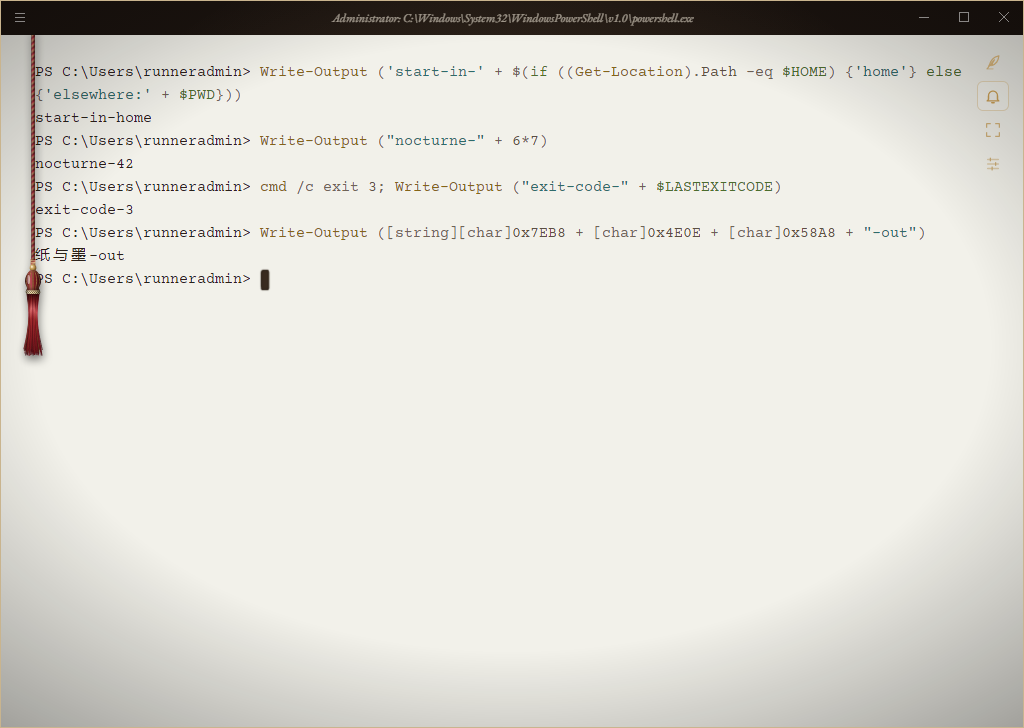 Administrator: C:\Windows\System32\WindowsPowerShell\v1.0\powershell.exe
PS C:\Users\runneradmin> Write-Output ('start-in-' + $(if ((Get-Location).Path -eq $HOME) {'home'} else
{'elsewhere:' + $PWD}))
start-in-home
PS C:\Users\runneradmin> Write-Output ("nocturne-" + 6*7)
nocturne-42
PS C:\Users\runneradmin> cmd /c exit 3; Write-Output ("exit-code-" + $LASTEXITCODE)
exit-code-3
PS C:\Users\runneradmin> Write-Output ([string][char]0x7EB8 + [char]0x4E0E + [char]0x58A8 + "-out")
纸与墨-out
PS C:\Users\runneradmin>